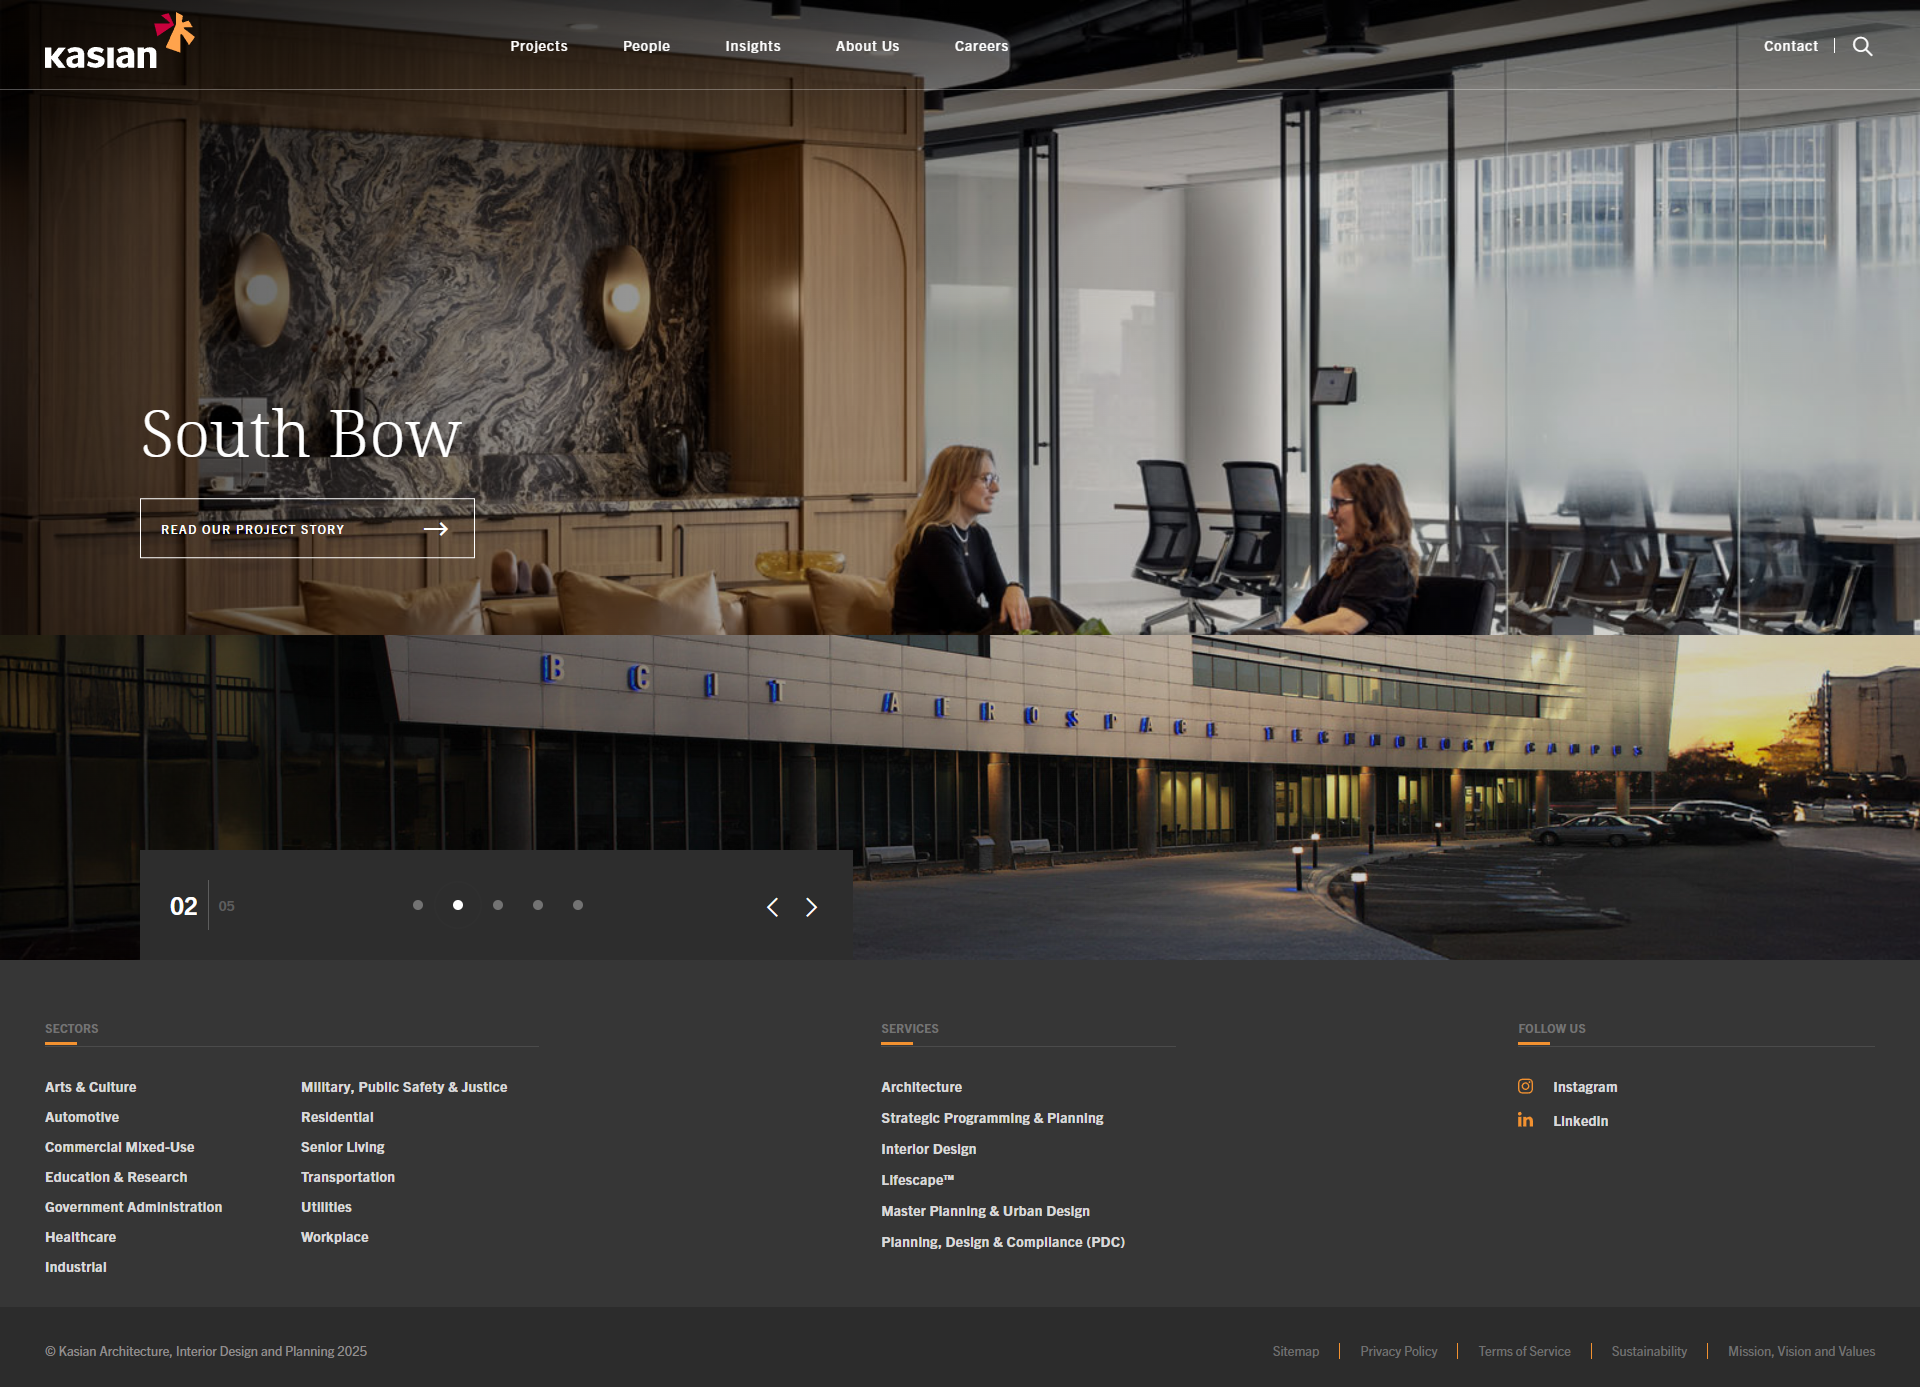 kasian
Projects
People
Insights
About Us
Careers
Contact
South Bow
READ OUR PROJECT STORY
BCIT AEROSPACE TECHNOLOGY CAMPUS
02
05
SECTORS
Arts & Culture
Automotive
Commercial Mixed-Use
Education & Research
Government Administration
Healthcare
Industrial
Military, Public Safety & Justice
Residential
Senior Living
Transportation
Utilities
Workplace
SERVICES
Architecture
Strategic Programming & Planning
Interior Design
Lifescape™
Master Planning & Urban Design
Planning, Design & Compliance (PDC)
FOLLOW US
Instagram
LinkedIn
© Kasian Architecture, Interior Design and Planning 2025
Sitemap
Privacy Policy
Terms of Service
Sustainability
Mission, Vision and Values